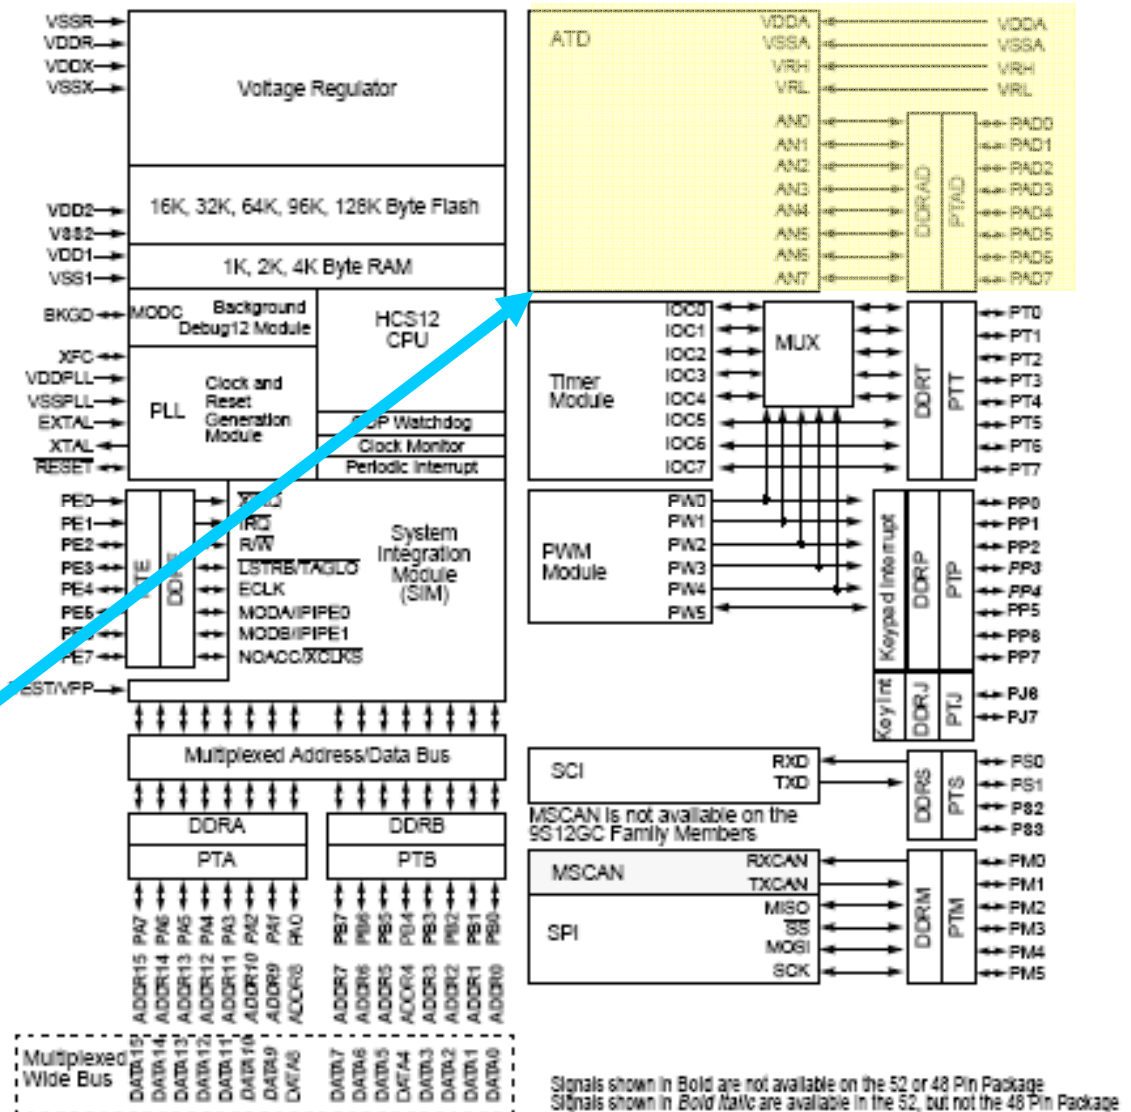 VSSR
VDDR
VDDX
VSSX
Voltage Regulator
VDD2
VSS2
16K, 32K, 64K, 96K, 128K Byte Flash
VDD1
VSS1
1K, 2K, 4K Byte RAM
BKGD
MODC
Background
Debug12 Module
HCS12
CPU
XFC
VDDPLL
VSSPLL
EXTAL
XTAL
RESET
PLL
Clock and
Reset
Generation
Module
Watchdog
Clock Monitor
Periodic Interrupt
PE0
PE1
PE2
PE3
PE4
PE7
IRQ
R/W
LSTRB/TAGLO
ECLK
MODA/IPIPE0
MODB/IPIPE1
NOACC/XCLKS
System
Integration
Module
(SIM)
EST/VPP
Multiplexed Address/Data Bus
DDRA
PTA
DDRB
PTB
PA7
PA6
PA5
PA4
PA3
PA2
PA1
PA0
PB7
PB6
PB5
PB4
PB3
PB2
PB1
PB0
ADDR15
ADDR14
ADDR13
ADDR12
ADDR11
ADDR10
ADDR9
ADDR8
ADDR7
ADDR6
ADDR5
ADDR4
ADDR3
ADDR2
ADDR1
ADDR0
Multiplexed
Wide Bus
DATA15
DATA14
DATA13
DATA12
DATA11
DATA10
DATA9
DATA8
DATA7
DATA6
DATA5
DATA4
DATA3
DATA2
DATA1
DATA0
ATD
VDDA
VSSA
VRH
VRL
VDDA
VSSA
VRH
VRL
AN0
AN1
AN2
AN3
AN4
AN5
AN6
AN7
DDRAD
PTAD
PAD0
PAD1
PAD2
PAD3
PAD4
PAD5
PAD6
PAD7
Timer
Module
IOC0
IOC1
IOC2
IOC3
IOC4
IOC5
IOC6
IOC7
MUX
DDRT
PTT
PT0
PT1
PT2
PT3
PT4
PT5
PT6
PT7
PWM
Module
PW0
PW1
PW2
PW3
PW4
PW5
Keypad Interrupt
DDRP
PTP
PP0
PP1
PP2
PP3
PP4
PP5
PP6
PP7
Key Int
DDRJ
PTJ
PJ6
PJ7
SCI
RXD
TXD
DDRS
PTS
PS0
PS1
PS2
PS3
MSCAN is not available on the
9S12GC Family Members
MSCAN
RXCAN
TXCAN
SPI
MISO
SS
MOSI
SCK
DDRM
PTM
PM0
PM1
PM2
PM3
PM4
PM5
Signals shown in Bold are not available on the 52 or 48 Pin Package
Signals shown in Bold Italic are available in the 52, but not the 48 Pin Package